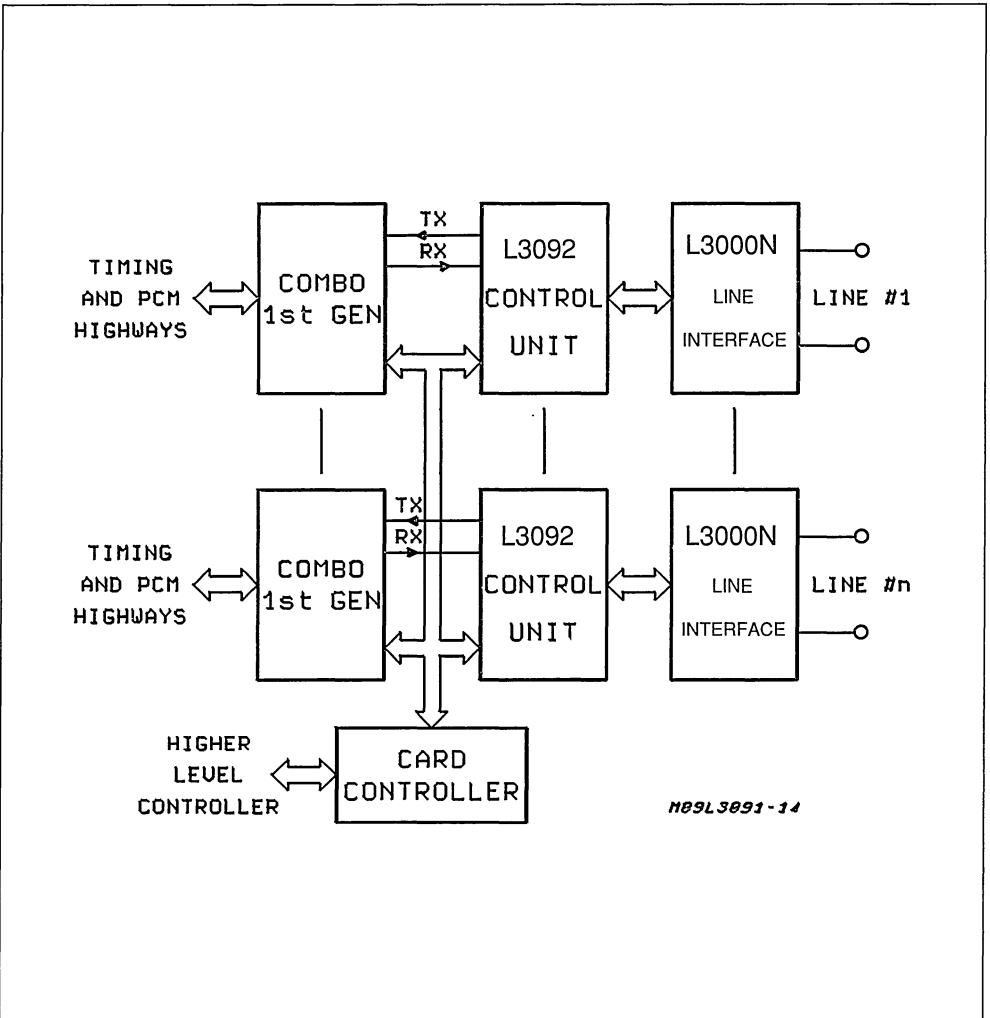 TIMING
AND PCM
HIGHWAYS
COMBO
1st GEN
TX
RX
L3092
CONTROL
UNIT
L3000N
LINE
INTERFACE
LINE #1
TIMING
AND PCM
HIGHWAYS
COMBO
1st GEN
TX
RX
L3092
CONTROL
UNIT
L3000N
LINE
INTERFACE
LINE #n
HIGHER
LEVEL
CONTROLLER
CARD
CONTROLLER
M89L3091-14